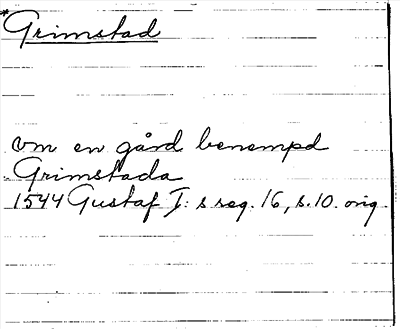 *Grimstad
om en gård benempd
Grimstada
1544 Gustaf I:s reg. 16, s. 10. orig.